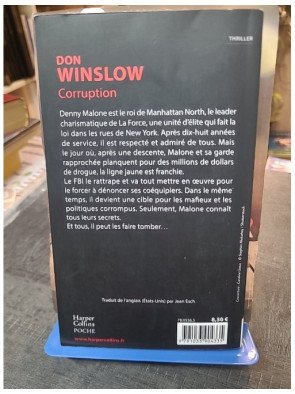 THRILLER
DON
WINSLOW
Corruption
Denny Malone est le roi de Manhattan North, le leader
charismatique de La Force, une unité d'élite qui fait la
loi dans les rues de New York. Après dix-huit années
de service, il est respecté et admiré de tous. Mais
le jour où, après une descente, Malone et sa garde
rapprochée planquent pour des millions de dollars
de drogue, la ligne jaune est franchie.
Le FBI le rattrape et va tout mettre en œuvre pour
le forcer à dénoncer ses coéquipiers. Dans le même
temps, il devient une cible pour les mafieux et les
politiques corrompus. Seulement, Malone connaît
tous leurs secrets.
Et tous, il peut les faire tomber...
Traduit de l'anglais (États-Unis) par Jean Esch
Harper
Collins
POCHE
www.harpercollins.fr
8,50 €